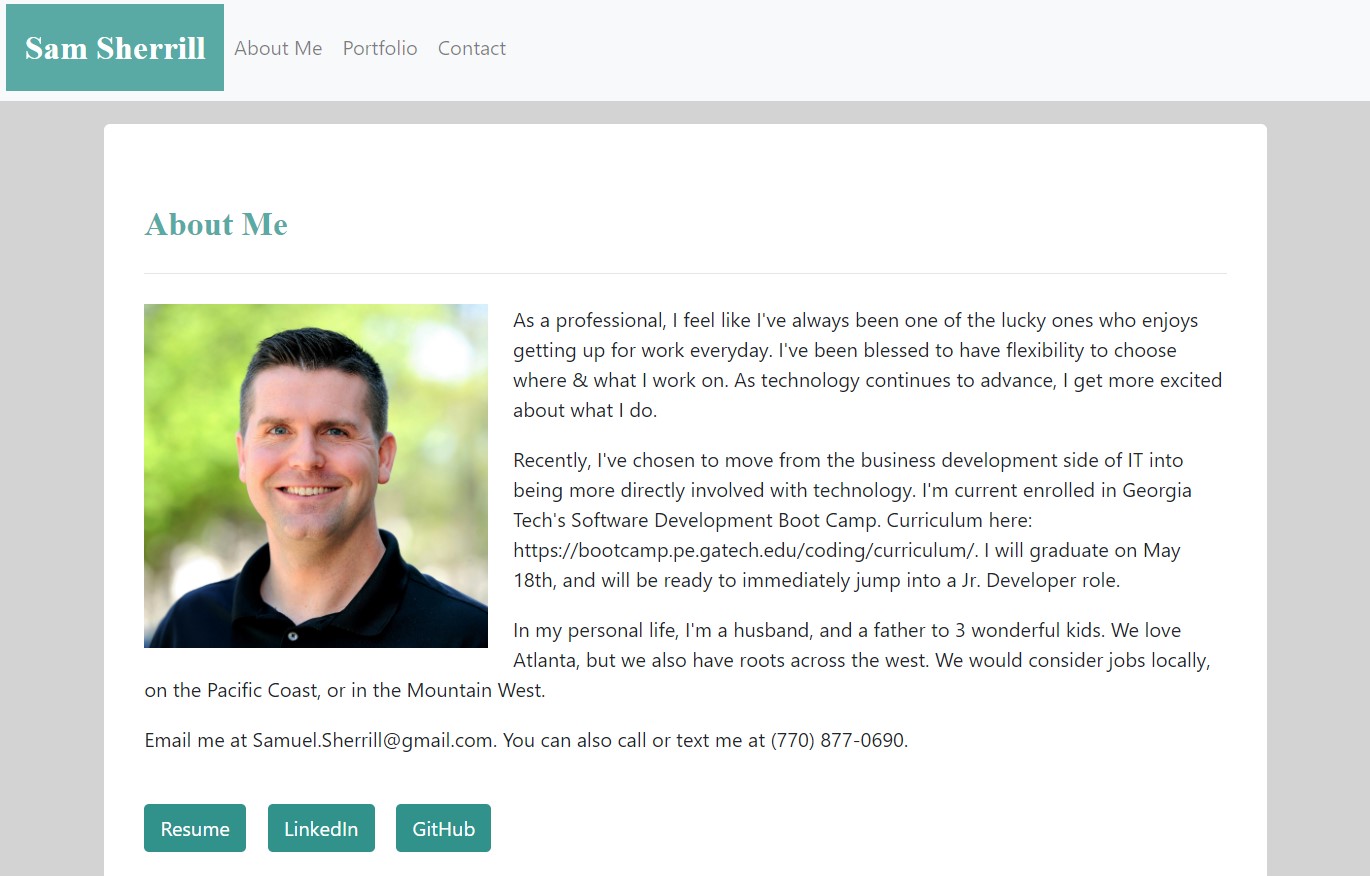 Sam Sherrill About Me Portfolio Contact
About Me
As a professional, I feel like I've always been one of the lucky ones who enjoys
getting up for work everyday. I've been blessed to have flexibility to choose
where & what I work on. As technology continues to advance, I get more excited
about what I do.
Recently, I've chosen to move from the business development side of IT into
being more directly involved with technology. I'm current enrolled in Georgia
Tech's Software Development Boot Camp. Curriculum here:
https://bootcamp.pe.gatech.edu/coding/curriculum/. I will graduate on May
18th, and will be ready to immediately jump into a Jr. Developer role.
In my personal life, I'm a husband, and a father to 3 wonderful kids. We love
Atlanta, but we also have roots across the west. We would consider jobs locally,
on the Pacific Coast, or in the Mountain West.
Email me at Samuel.Sherrill@gmail.com. You can also call or text me at (770) 877-0690.
Resume LinkedIn GitHub